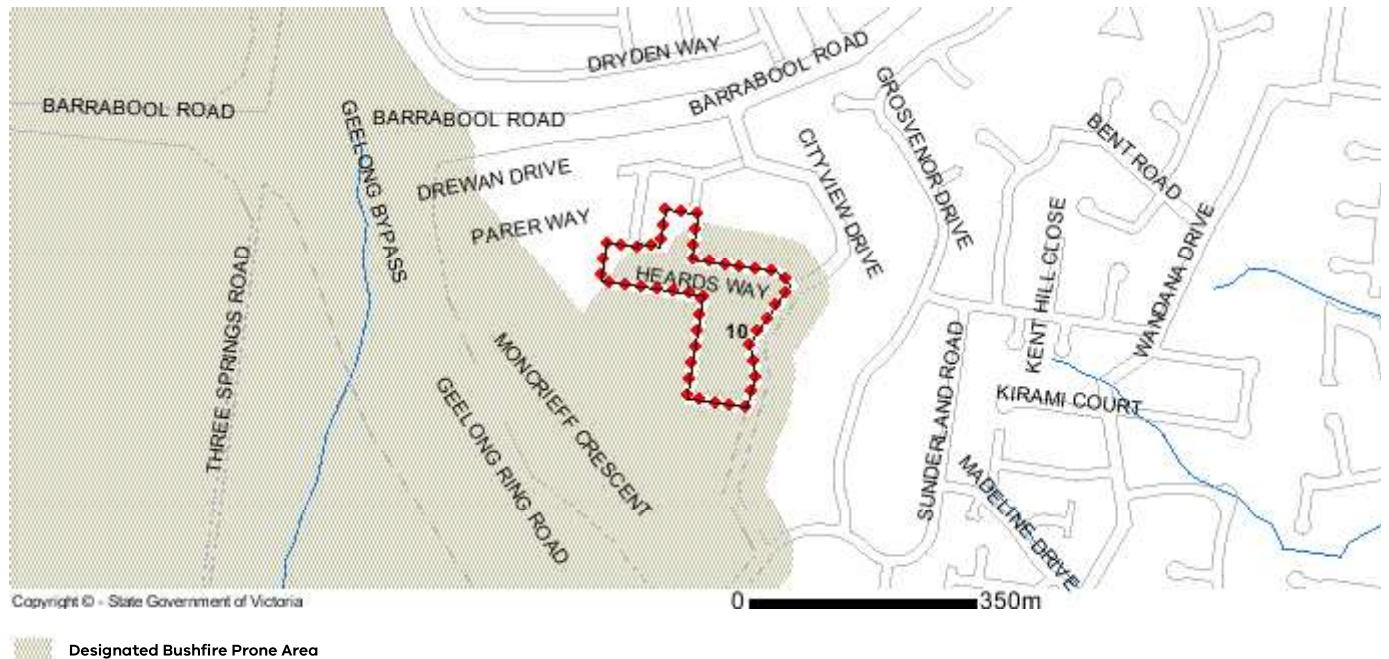 DRYDEN WAY
BARRABOOL ROAD
BARRABOOL ROAD
BARRABOOL ROAD
GEELONG BYPASS
GROSVENOR DRIVE
BENT ROAD
CITYVIEW DRIVE
DREWAN DRIVE
PARER WAY
KENT HILL CLOSE
WANDANA DRIVE
THREE SPRINGS ROAD
HEARDS WAY
10
MONCRIEFF CRESCENT
GEELONG RING ROAD
SUNDERLAND ROAD
KIRAMI COURT
MADELINE DRIVE
Copyright © - State Government of Victoria
0 350m
Designated Bushfire Prone Area